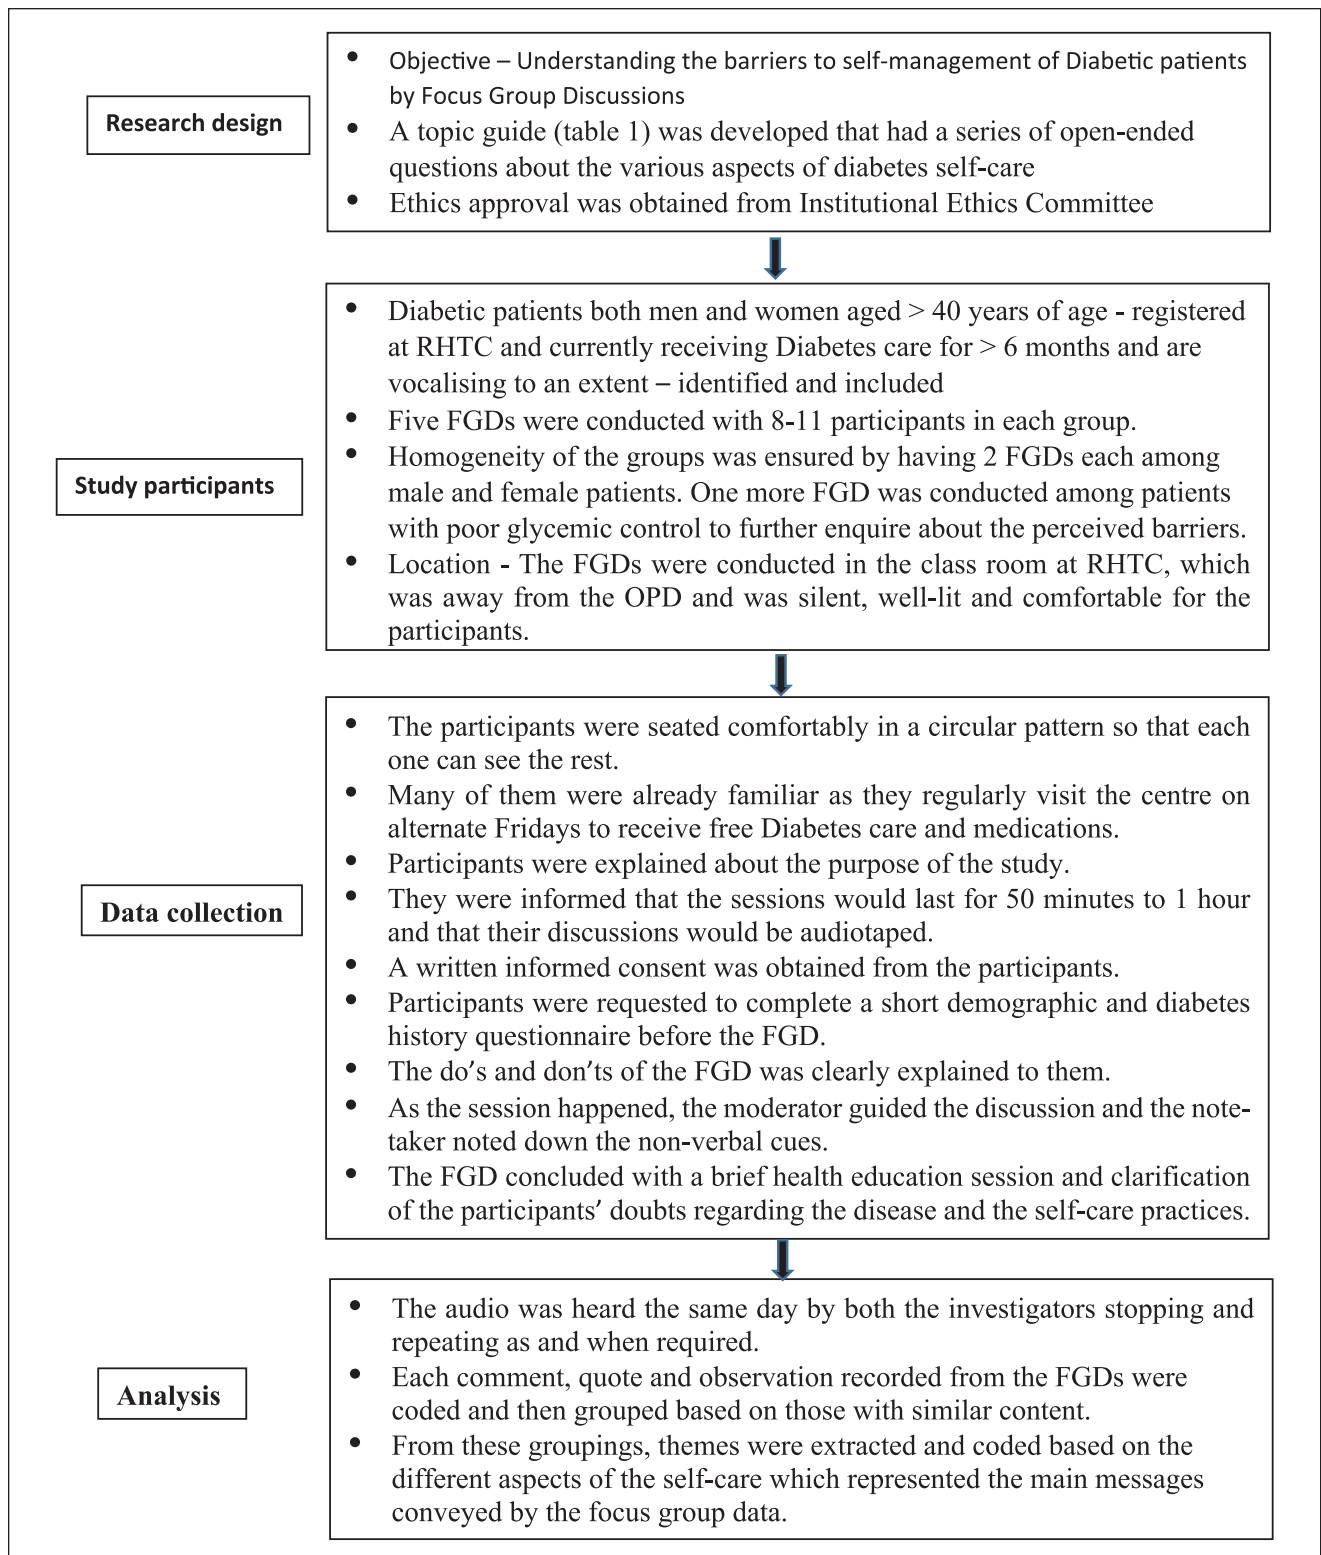 Research design
• Objective – Understanding the barriers to self-management of Diabetic patients
by Focus Group Discussions
• A topic guide (table 1) was developed that had a series of open-ended
questions about the various aspects of diabetes self-care
• Ethics approval was obtained from Institutional Ethics Committee
Study participants
• Diabetic patients both men and women aged > 40 years of age - registered
at RHTC and currently receiving Diabetes care for > 6 months and are
vocalising to an extent – identified and included
• Five FGDs were conducted with 8-11 participants in each group.
• Homogeneity of the groups was ensured by having 2 FGDs each among
male and female patients. One more FGD was conducted among patients
with poor glycemic control to further enquire about the perceived barriers.
• Location - The FGDs were conducted in the class room at RHTC, which
was away from the OPD and was silent, well-lit and comfortable for the
participants.
Data collection
• The participants were seated comfortably in a circular pattern so that each
one can see the rest.
• Many of them were already familiar as they regularly visit the centre on
alternate Fridays to receive free Diabetes care and medications.
• Participants were explained about the purpose of the study.
• They were informed that the sessions would last for 50 minutes to 1 hour
and that their discussions would be audiotaped.
• A written informed consent was obtained from the participants.
• Participants were requested to complete a short demographic and diabetes
history questionnaire before the FGD.
• The do's and don'ts of the FGD was clearly explained to them.
• As the session happened, the moderator guided the discussion and the note-
taker noted down the non-verbal cues.
• The FGD concluded with a brief health education session and clarification
of the participants' doubts regarding the disease and the self-care practices.
Analysis
• The audio was heard the same day by both the investigators stopping and
repeating as and when required.
• Each comment, quote and observation recorded from the FGDs were
coded and then grouped based on those with similar content.
• From these groupings, themes were extracted and coded based on the
different aspects of the self-care which represented the main messages
conveyed by the focus group data.